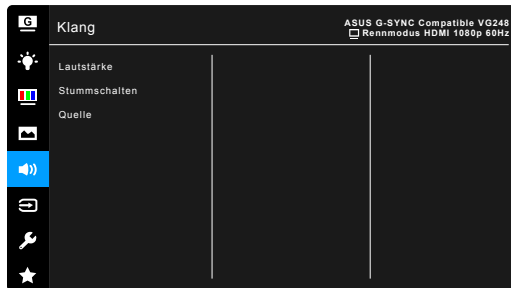 G
Klang
ASUS G-SYNC Compatible VG248
Rennmodus HDMI 1080p 60Hz
Lautstärke
Stummschalten
Quelle